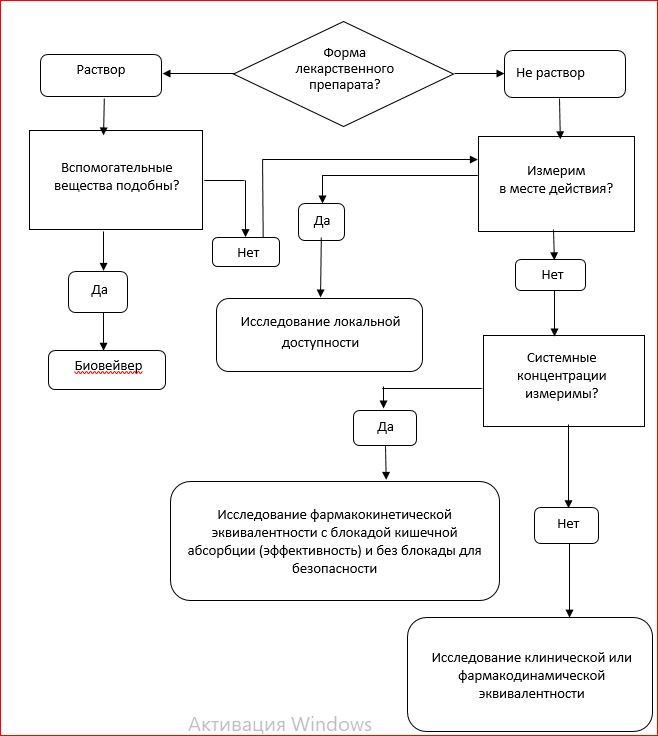 Форма
лекарственного
препарата?
Раствор
Не раствор
Вспомогательные
вещества подобны?
Измерим
в месте действия?
Да
Нет
Нет
Да
Исследование локальной
доступности
Биовейвер
Системные
концентрации
измеримы?
Да
Исследование фармакокинетической
эквивалентности с блокадой кишечной
абсорбции (эффективность) и без блокады для
безопасности
Нет
Исследование клинической или
фармакодинамической
эквивалентности
Активация Windows